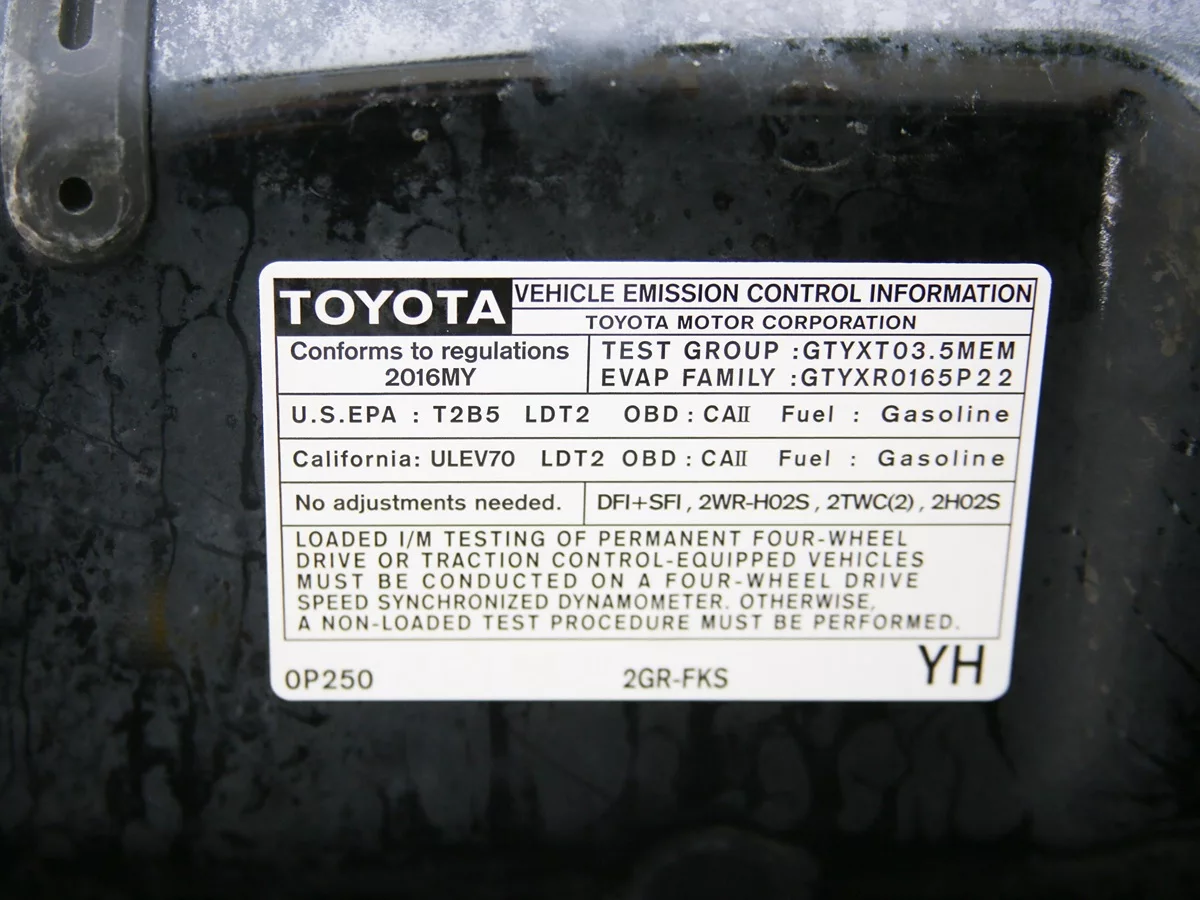 TOYOTA VEHICLE EMISSION CONTROL INFORMATION
TOYOTA MOTOR CORPORATION
Conforms to regulations
2016MY
TEST GROUP :GTYXT03.5MEM
EVAP FAMILY :GTYXR0165P22
U.S.EPA : T2B5 LDT2 OBD : CAII Fuel : Gasoline
California: ULEV70 LDT2 OBD : CAII Fuel : Gasoline
No adjustments needed. DFI+SFI , 2WR-HO2S , 2TWC(2) , 2HO2S
LOADED I/M TESTING OF PERMANENT FOUR-WHEEL
DRIVE OR TRACTION CONTROL-EQUIPPED VEHICLES
MUST BE CONDUCTED ON A FOUR-WHEEL DRIVE
SPEED SYNCHRONIZED DYNAMOMETER. OTHERWISE,
A NON-LOADED TEST PROCEDURE MUST BE PERFORMED.
0P250 2GR-FKS YH